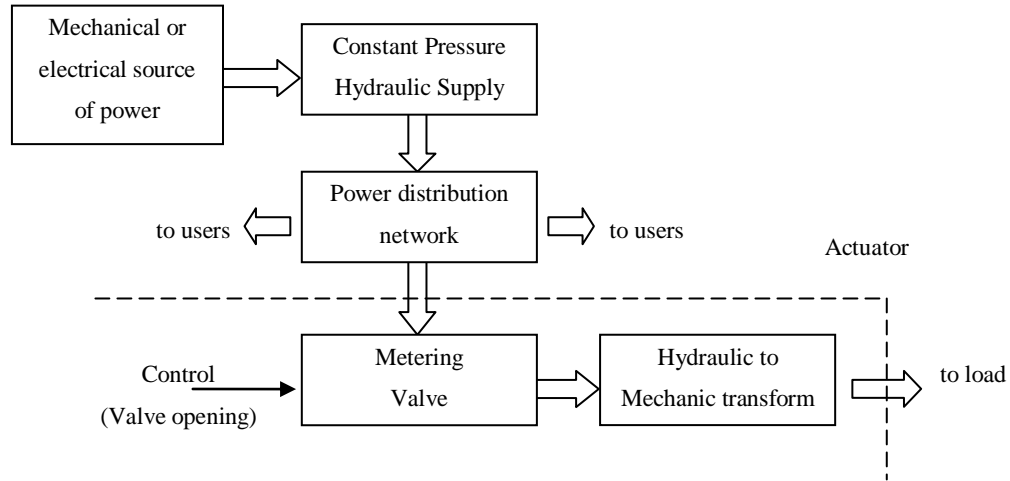 Mechanical or
electrical source
of power
Constant Pressure
Hydraulic Supply
Power distribution
network
to users
to users
Actuator
Metering
Valve
Hydraulic to
Mechanic transform
to load
Control
(Valve opening)